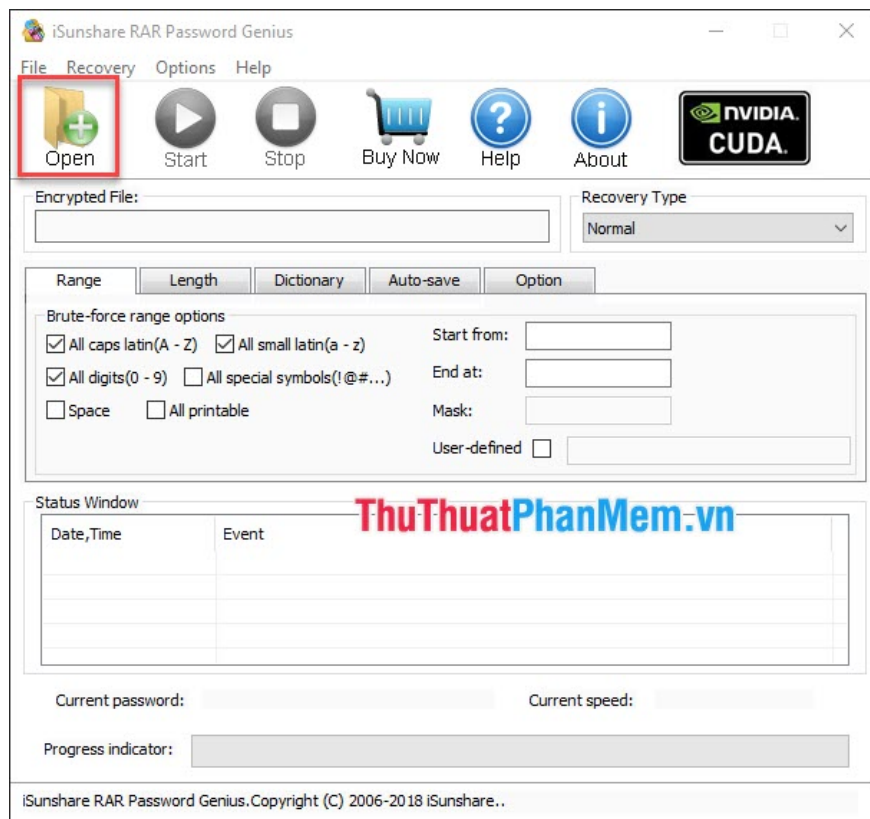 iSunshare RAR Password Genius
File Recovery Options Help
Open Start Stop Buy Now Help About NVIDIA. CUDA.
Encrypted File: Recovery Type
Normal
Range Length Dictionary Auto-save Option
Brute-force range options
All caps latin(A - Z) All small latin(a - z) Start from:
All digits(0 - 9) All special symbols(!@#...) End at:
Space All printable Mask:
User-defined
Status Window
ThuThuatPhanMem.vn
Date,Time Event
Current password: Current speed:
Progress indicator:
iSunshare RAR Password Genius.Copyright (C) 2006-2018 iSunshare..